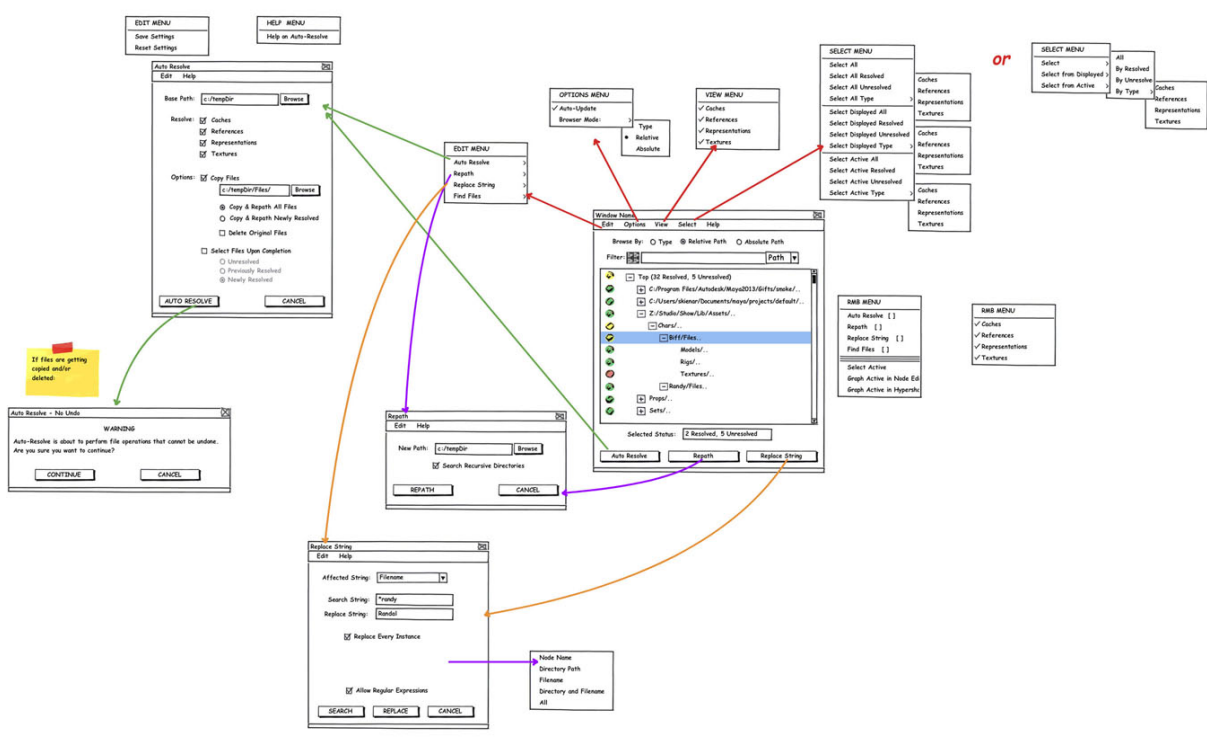 EDIT MENU
Save Settings
Reset Settings
HELP MENU
Help on Auto-Resolve
Auto Resolve
Edit Help
Base Path: c:/tempDir Browse
Resolve: Caches
References
Representations
Textures
Options: Copy Files
c:/tempDir/Files/ Browse
Copy & Repath All Files
Copy & Repath Newly Resolved
Delete Original Files
Select Files Upon Completion
Unresolved
Previously Resolved
Newly Resolved
AUTO RESOLVE CANCEL
If files are getting
copied and/or
deleted:
Auto Resolve - No Undo
WARNING
Auto-Resolve is about to perform file operations that cannot be undone.
Are you sure you want to continue?
CONTINUE CANCEL
EDIT MENU
Auto Resolve >
Repath >
Replace String >
Find Files >
OPTIONS MENU
Auto-Update
Browser Mode: >
Type
Relative
Absolute
VIEW MENU
Caches
References
Representations
Textures
SELECT MENU
Select All
Select All Resolved
Select All Unresolved
Select All Type >
Select Displayed All
Select Displayed Resolved
Select Displayed Unresolved
Select Displayed Type >
Select Active All
Select Active Resolved
Select Active Unresolved
Select Active Type >
Caches
References
Representations
Textures
Caches
References
Representations
Textures
Caches
References
Representations
Textures
or
SELECT MENU
Select >
Select from Displayed >
Select from Active >
All
By Resolved
By Unresolve
By Type >
Caches
References
Representations
Textures
Window Name
Edit Options View Select Help
Browse By: Type Relative Path Absolute Path
Filter: Path
Top (32 Resolved, 5 Unresolved)
C:/Program Files/Autodesk/Maya2013/Gifts/smoke/..
C:/Users/skienar/Documents/maya/projects/default/..
Z:/Studio/Show/Lib/Assets/..
Chars/..
Biff/Files..
Models/..
Rigs/..
Textures/..
Randy/Files..
Props/..
Sets/..
Selected Status: 2 Resolved, 5 Unresolved
Auto Resolve Repath Replace String
RMB MENU
Auto Resolve [ ]
Repath [ ]
Replace String [ ]
Find Files [ ]
Select Active
Graph Active in Node Edi
Graph Active in Hypersh
RMB MENU
Caches
References
Representations
Textures
Repath
Edit Help
New Path: c:/tempDir Browse
Search Recursive Directories
REPATH CANCEL
Replace String
Edit Help
Affected String: Filename
Search String: *randy
Replace String: Randal
Replace Every Instance
Allow Regular Expressions
SEARCH REPLACE CANCEL
Node Name
Directory Path
Filename
Directory and Filename
All